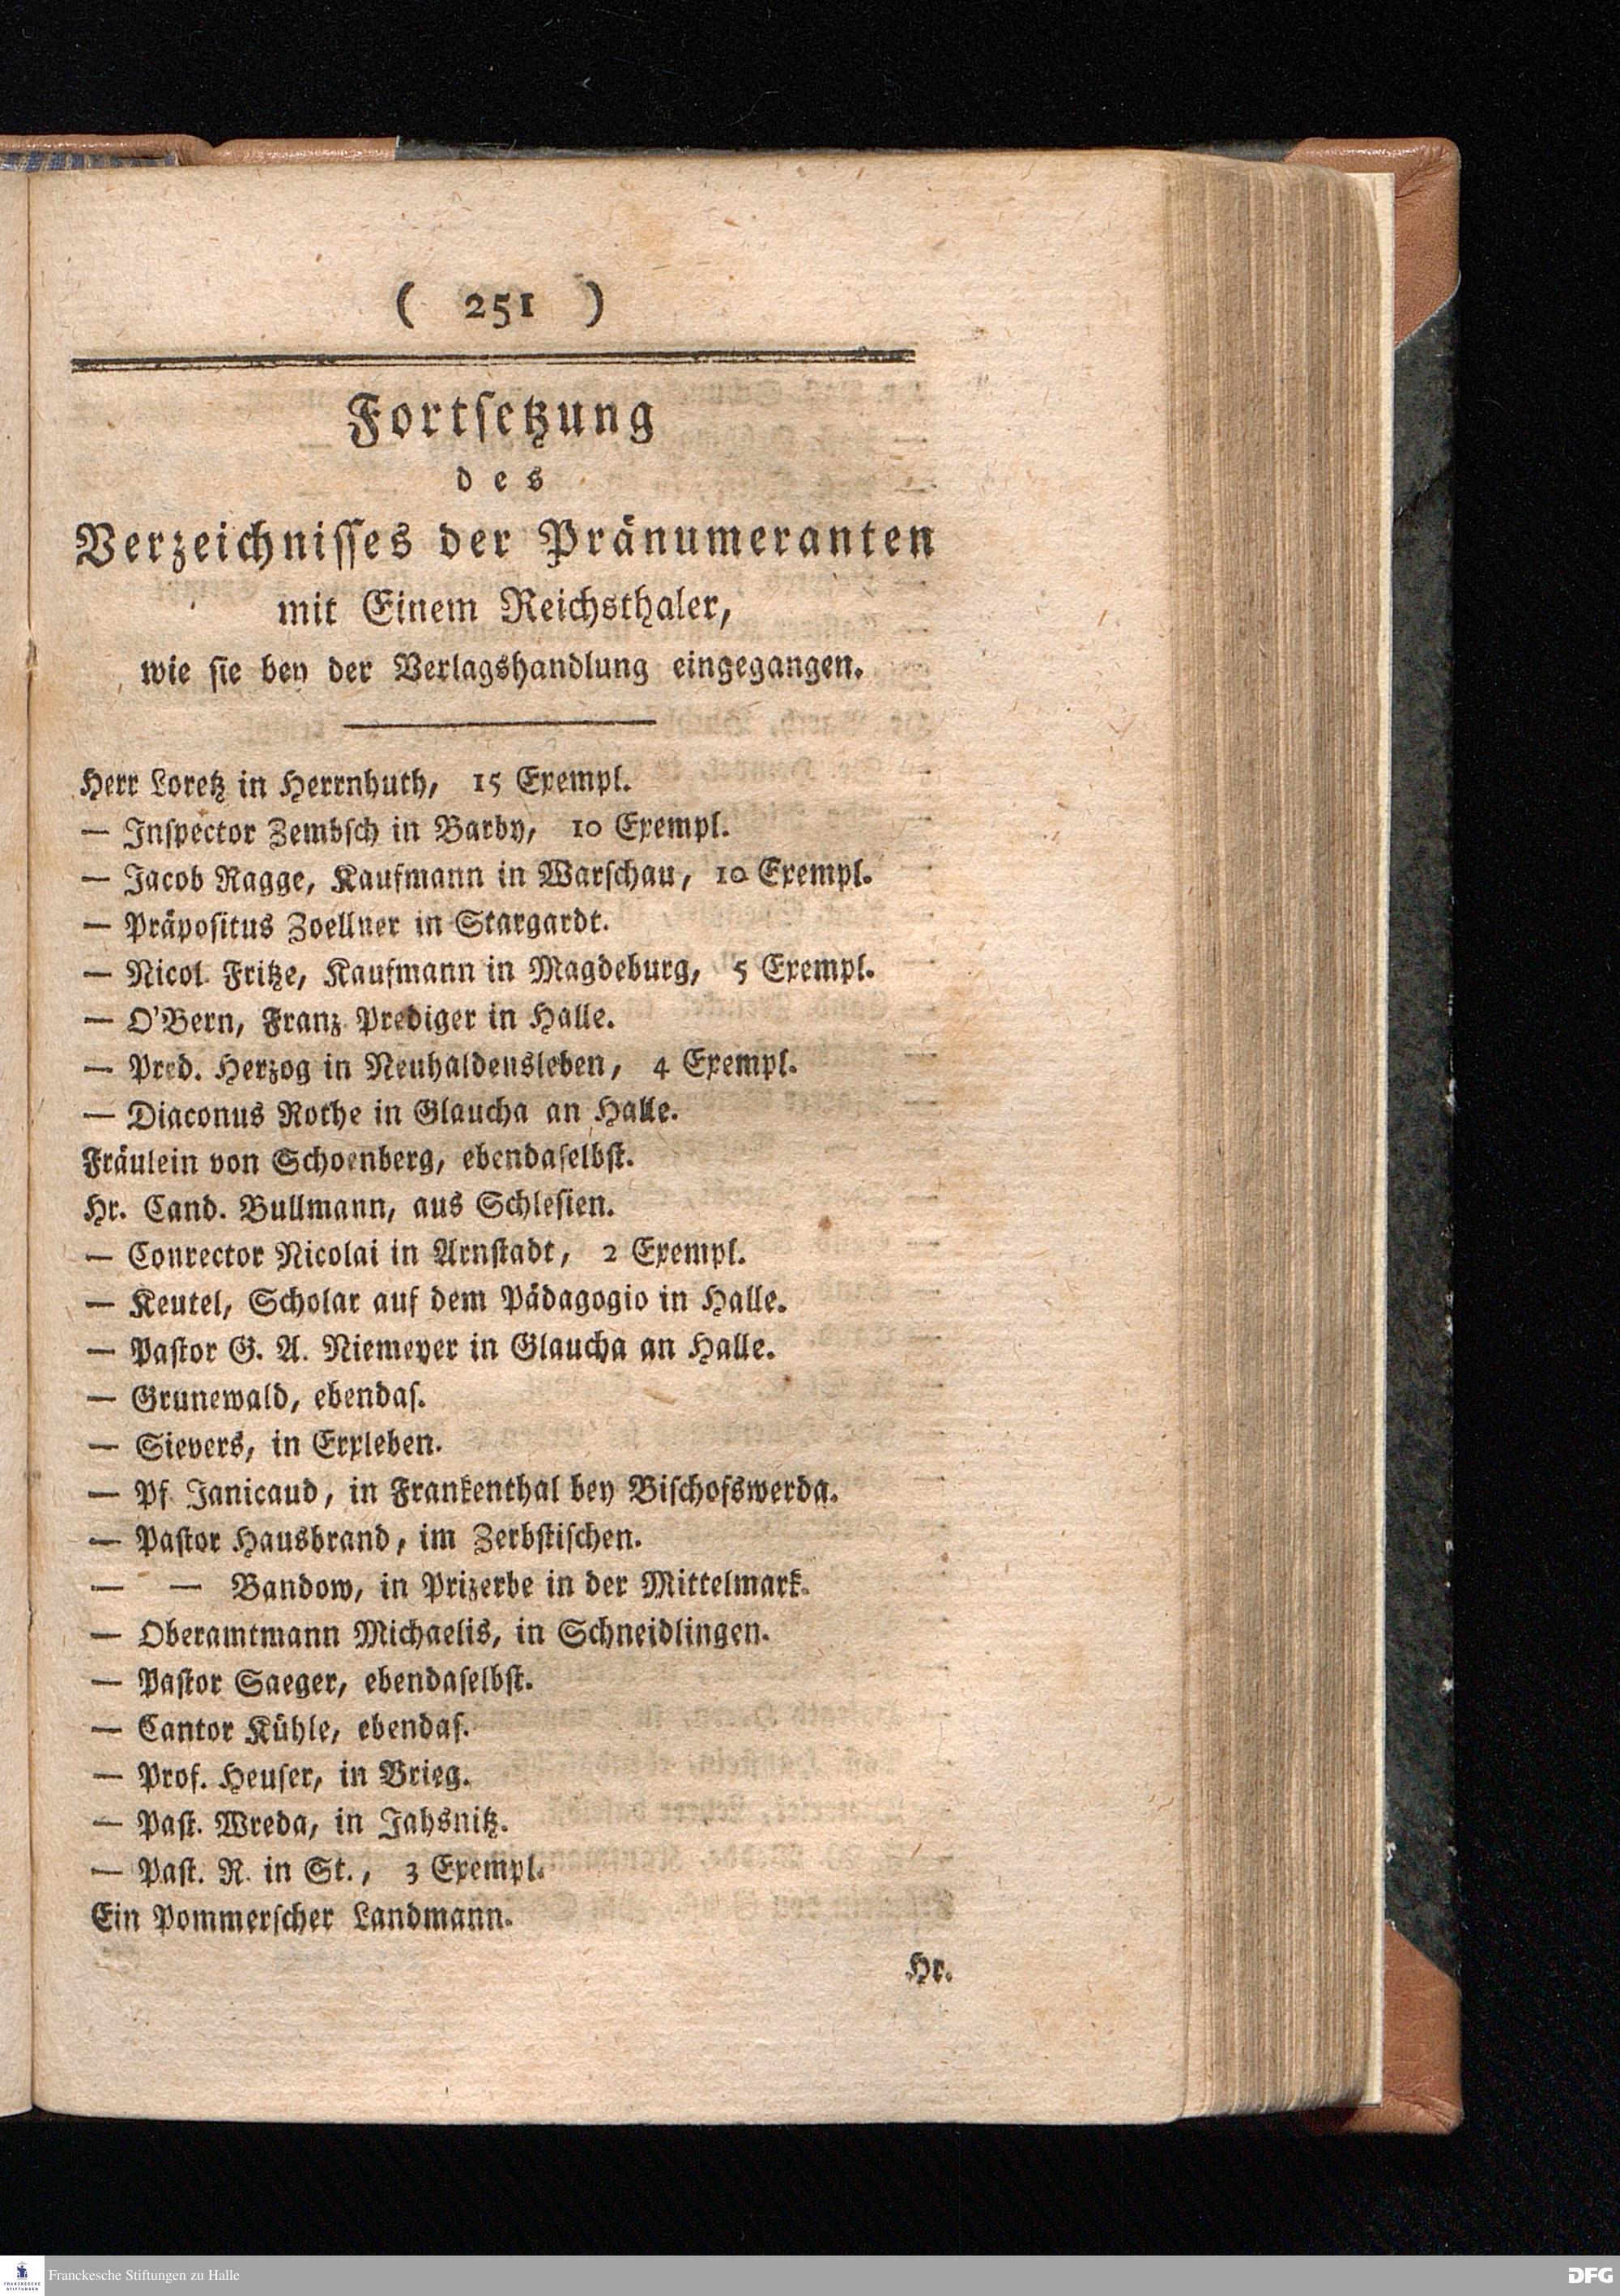 ( 251 )
Fortſetzung
des
Verzeichniſſes der Pränumeranten
mit Einem Reichsthaler,
wie ſie bey der Verlagshandlung eingegangen.
Herr Loretz in Herrnhuth, 15 Exempl.
— Inſpector Zembſch in Barby, 10 Exempl.
— Jacob Ragge, Kaufmann in Warſchau, 10 Exempl.
— Präpoſitus Zoellner in Stargardt.
— Nicol. Fritze, Kaufmann in Magdeburg, 5 Exempl.
— O'Bern, Franz. Prediger in Halle.
— Pred. Herzog in Neuhaldensleben, 4 Exempl.
— Diaconus Rothe in Glaucha an Halle.
Fräulein von Schoenberg, ebendaſelbſt.
Hr. Cand. Bullmann, aus Schleſien.
— Conrector Nicolai in Arnſtadt, 2 Exempl.
— Keutel, Scholar auf dem Pädagogio in Halle.
— Paſtor G. A. Niemeyer in Glaucha an Halle.
— Grunewald, ebendaſ.
— Sievers, in Erxleben.
— Pf. Janicaud, in Frankenthal bey Biſchofswerda.
— Paſtor Hausbrand, im Zerbſtiſchen.
— — Bandow, in Prizerbe in der Mittelmark.
— Oberamtmann Michaelis, in Schneidlingen.
— Paſtor Saeger, ebendaſelbſt.
— Cantor Kühle, ebendaſ.
— Prof. Heuſer, in Brieg.
— Paſt. Wreda, in Jahsnitz.
— Paſt. R. in St., 3 Exempl.
Ein Pommerſcher Landmann.
Hr.
FRANCKESCHE
STIFTUNGEN
Franckesche Stiftungen zu Halle
DFG